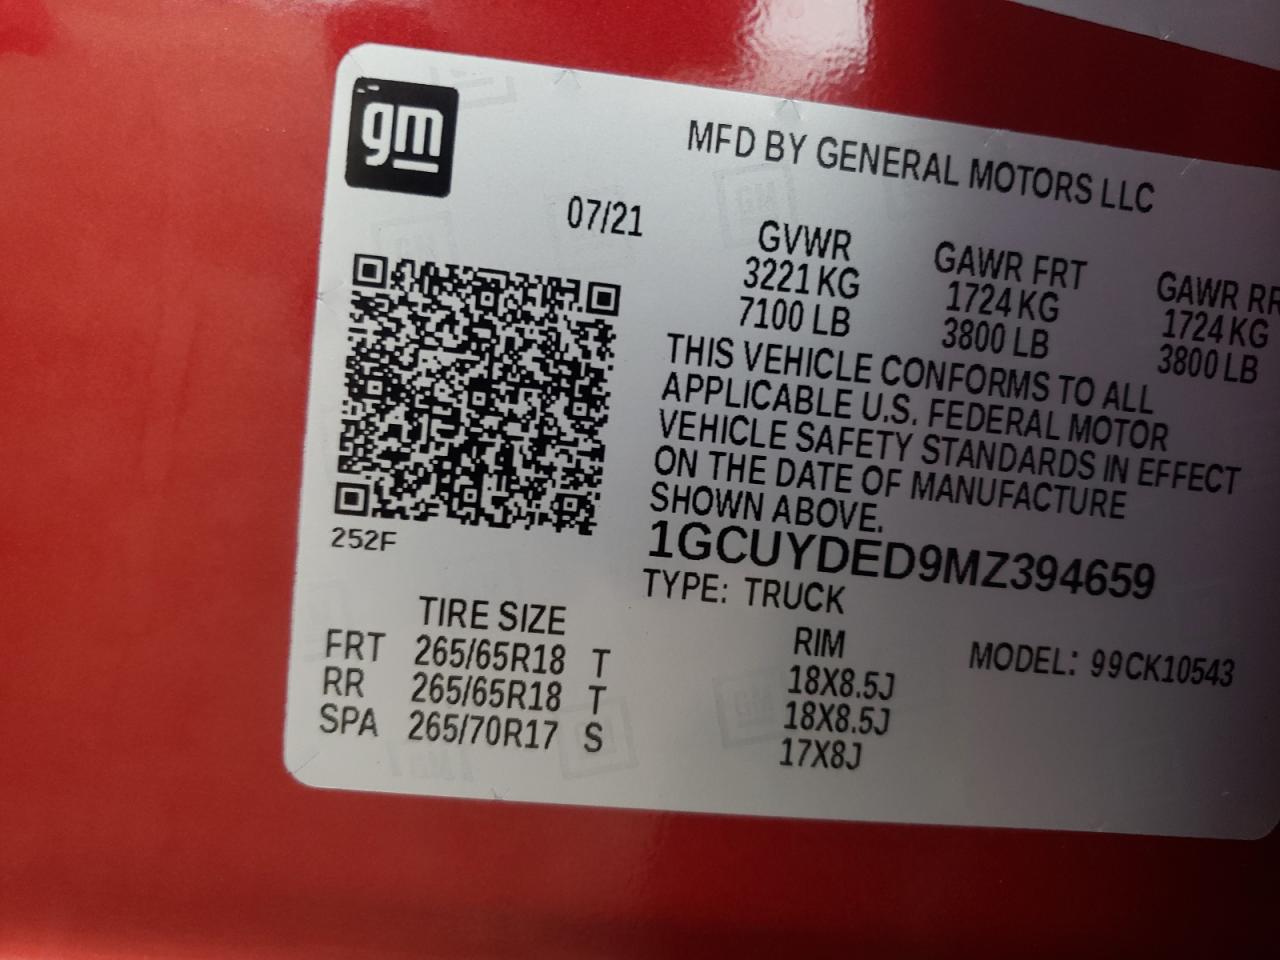 gm
MFD BY GENERAL MOTORS LLC
07/21
GVWR GAWR FRT GAWR RR
3221 KG 1724 KG 1724 KG
7100 LB 3800 LB 3800 LB
THIS VEHICLE CONFORMS TO ALL
APPLICABLE U.S. FEDERAL MOTOR
VEHICLE SAFETY STANDARDS IN EFFECT
ON THE DATE OF MANUFACTURE
SHOWN ABOVE.
252F
1GCUYDED9MZ394659
TYPE: TRUCK
TIRE SIZE RIM MODEL: 99CK10543
FRT 265/65R18 T 18X8.5J
RR 265/65R18 T 18X8.5J
SPA 265/70R17 S 17X8J